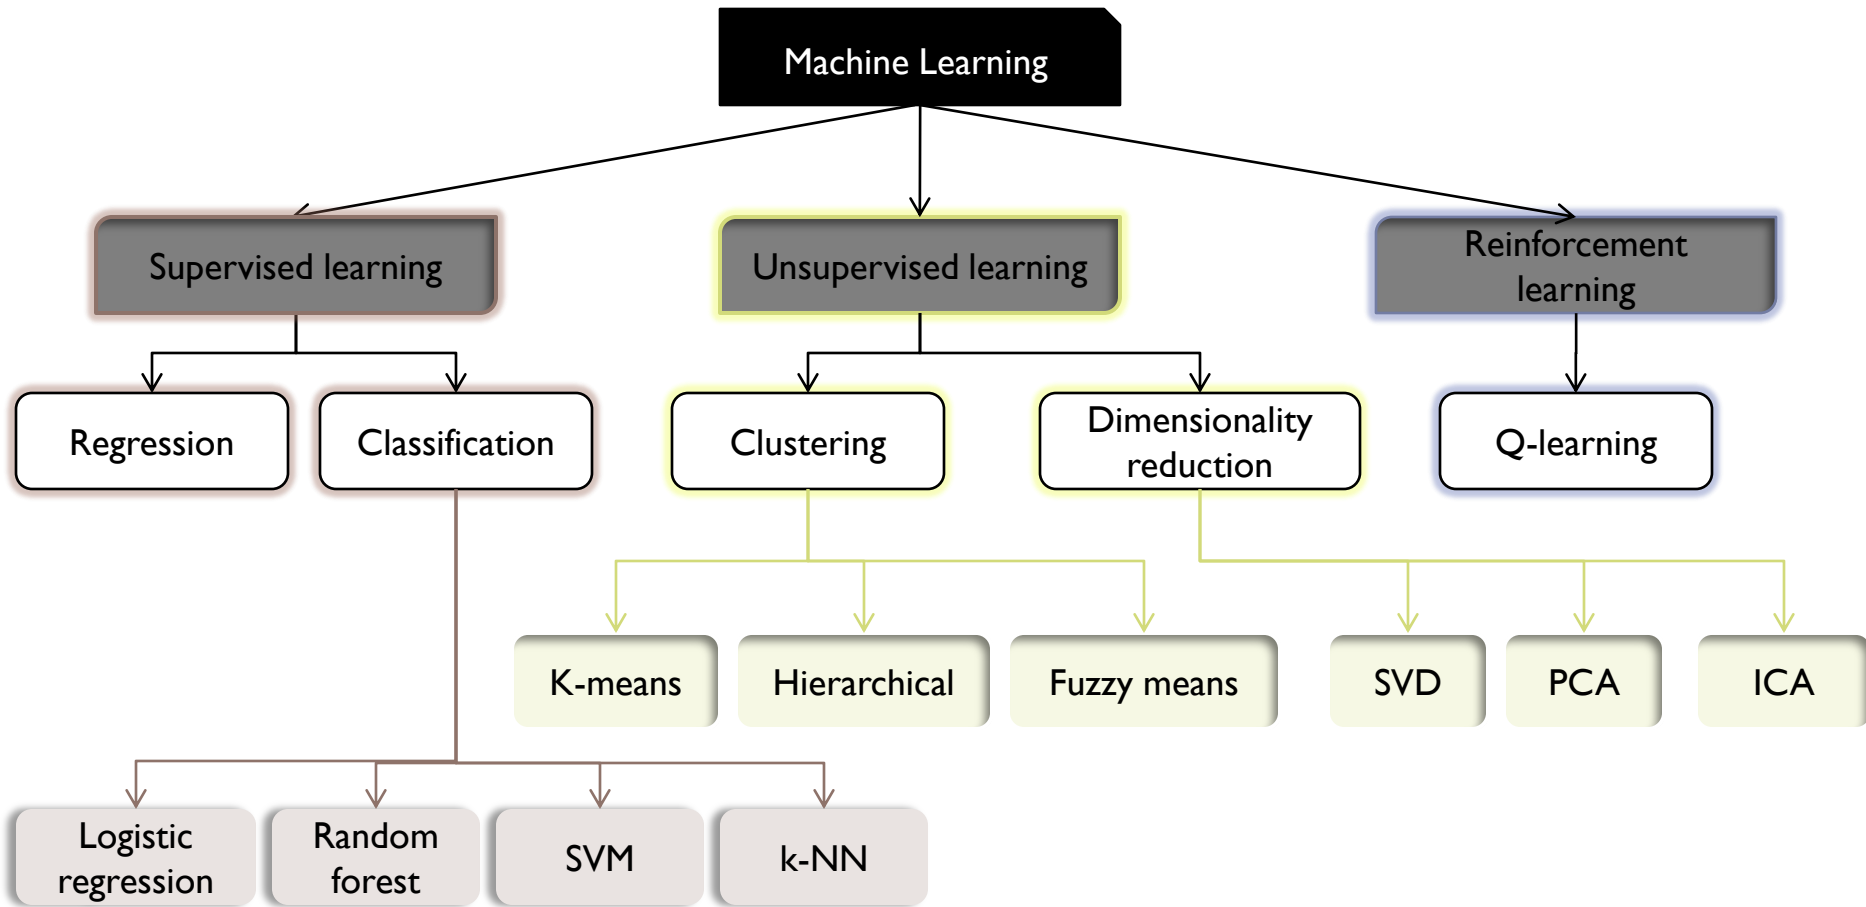 Machine Learning
Supervised learning
Unsupervised learning
Reinforcement
learning
Regression
Classification
Clustering
Dimensionality
reduction
Q-learning
K-means
Hierarchical
Fuzzy means
SVD
PCA
ICA
Logistic
regression
Random
forest
SVM
k-NN